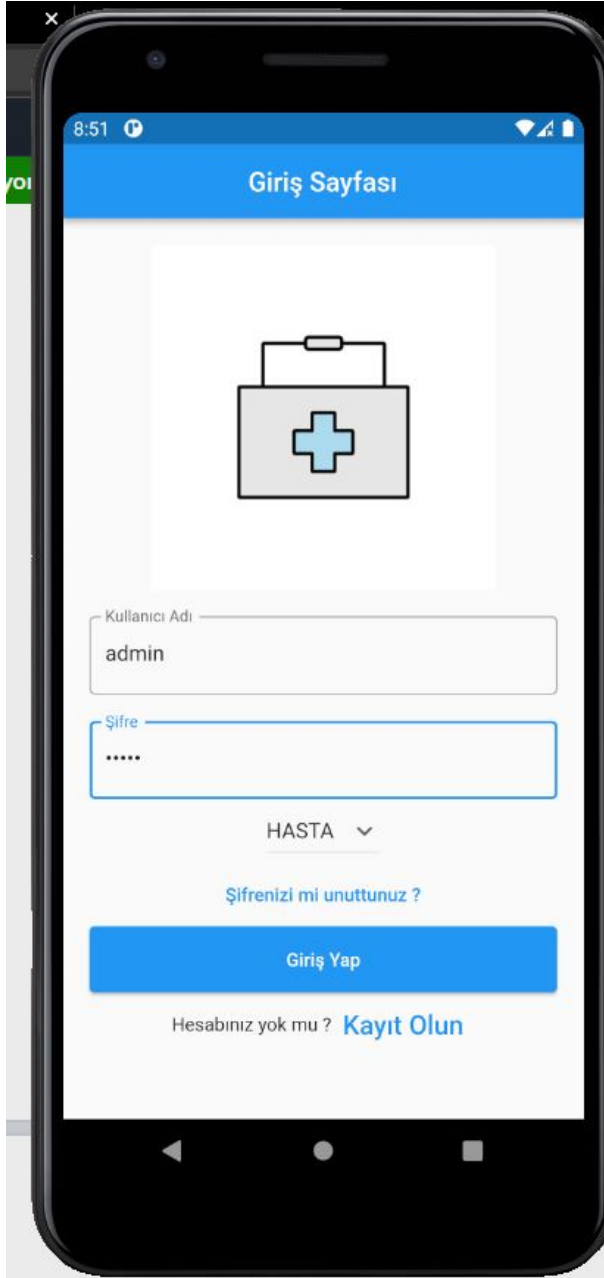 8:51
Giriş Sayfası
Kullanıcı Adı
admin
Şifre
•••••
HASTA
Şifrenizi mi unuttunuz ?
Giriş Yap
Hesabınız yok mu ? Kayıt Olun